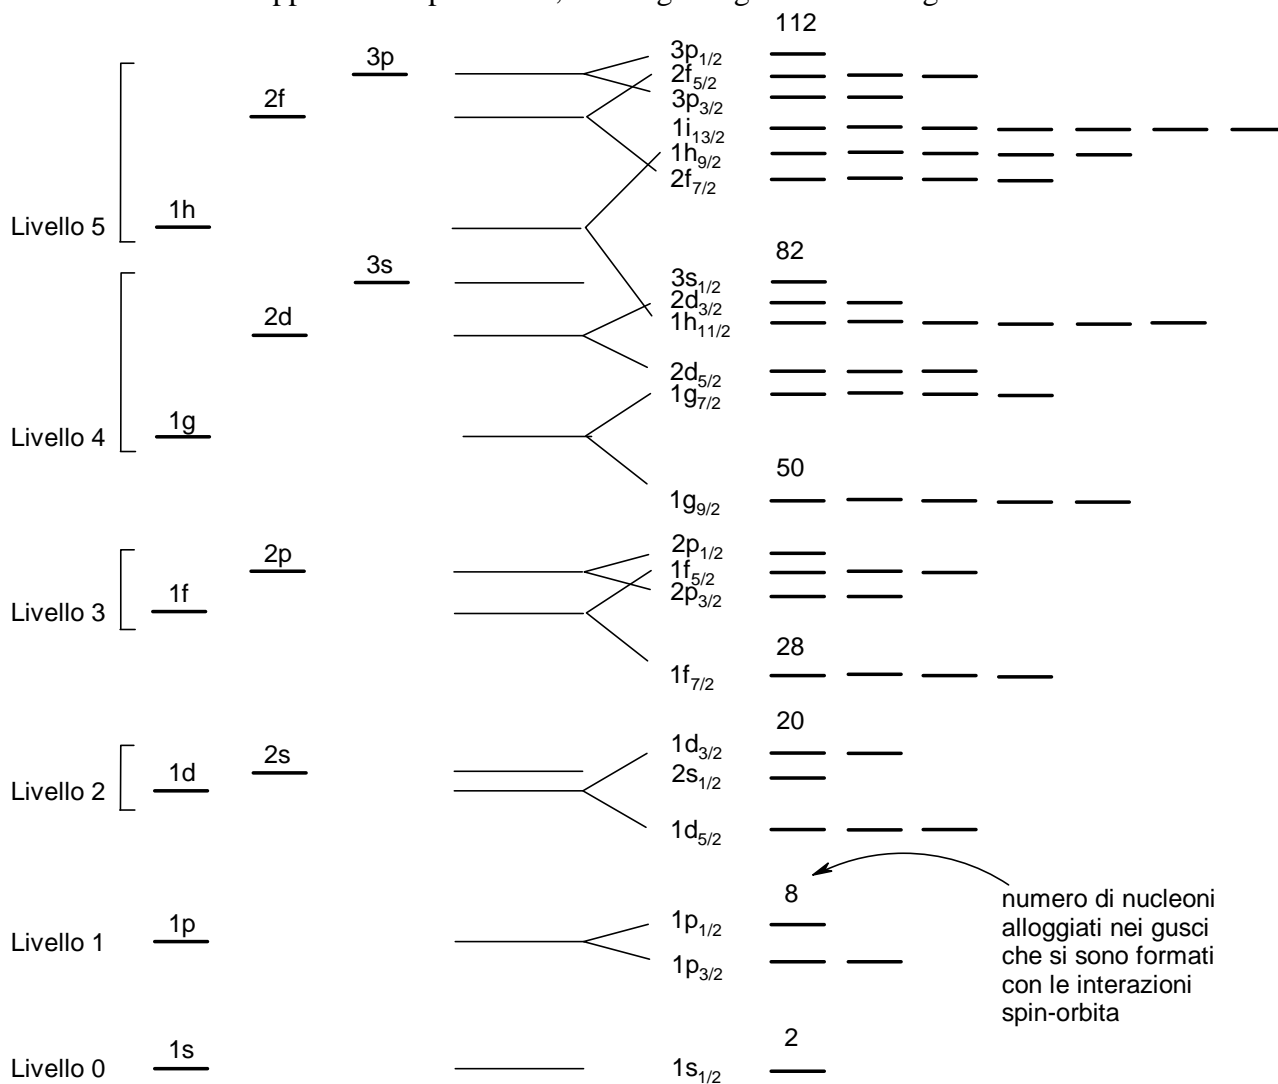 112
3p
3p1/2
2f5/2
2f
3p3/2
1i13/2
1h9/2
2f7/2
Livello 5
1h
82
3s
3s1/2
2d3/2
2d
1h11/2
2d5/2
1g7/2
Livello 4
1g
50
1g9/2
2p
2p1/2
1f5/2
2p3/2
Livello 3
1f
28
1f7/2
20
1d3/2
2s
2s1/2
Livello 2
1d
1d5/2
8
numero di nucleoni
alloggiati nei gusci
che si sono formati
con le interazioni
spin-orbita
1p1/2
Livello 1
1p
1p3/2
2
Livello 0
1s
1s1/2